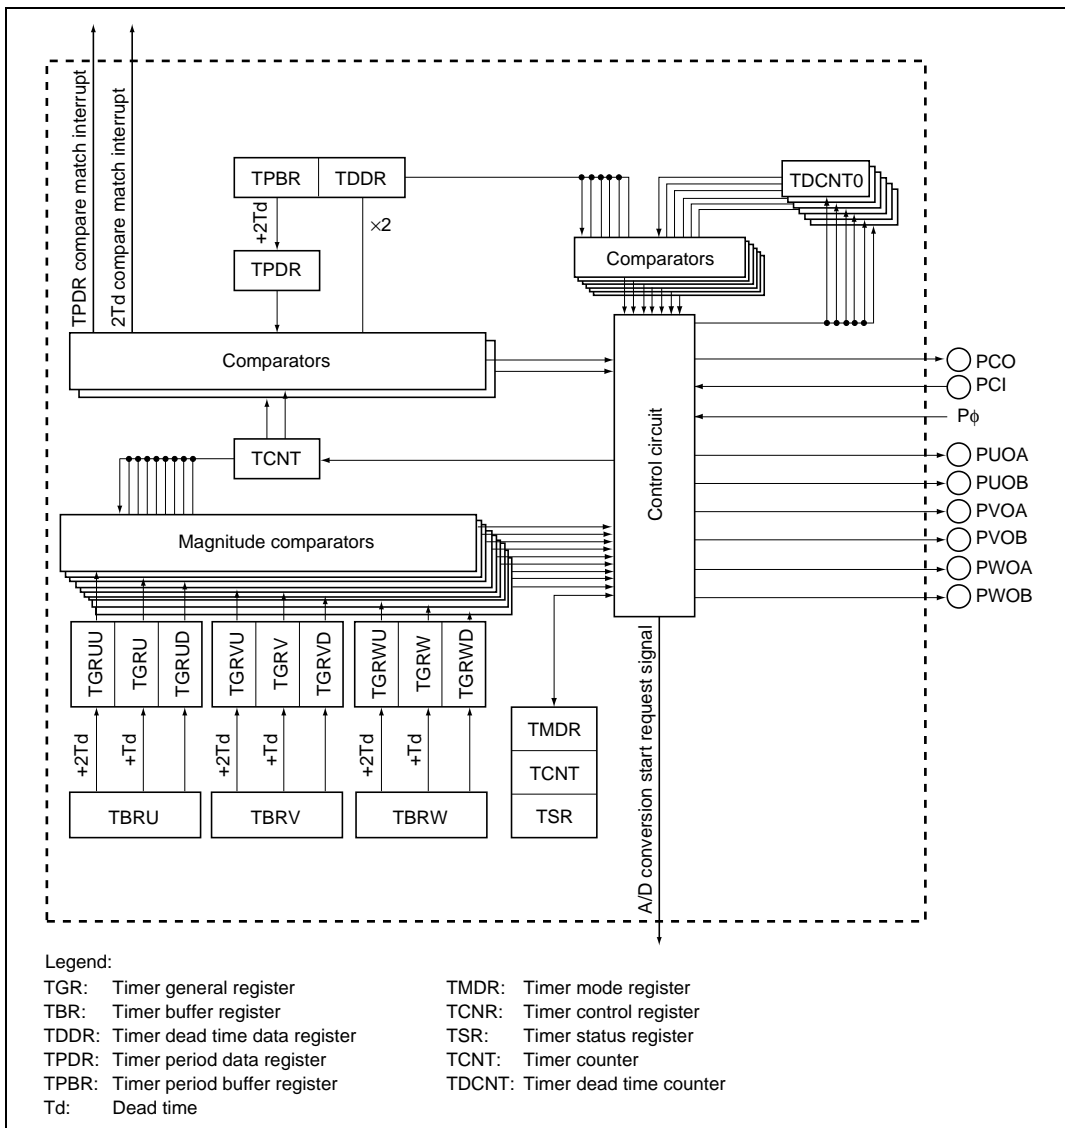 TPDR compare match interrupt
2Td compare match interrupt
TPBR
TDDR
TDCNT0
+2Td
×2
TPDR
Comparators
Comparators
PCO
PCI
Pϕ
TCNT
Control circuit
PUOA
PUOB
PVOA
PVOB
PWOA
PWOB
Magnitude comparators
TGRUU
TGRU
TGRUD
TGRVU
TGRV
TGRVD
TGRWU
TGRW
TGRWD
+2Td
+Td
+2Td
+Td
+2Td
+Td
TMDR
TCNT
TSR
TBRU
TBRV
TBRW
A/D conversion start request signal
Legend:
TGR: Timer general register
TBR: Timer buffer register
TDDR: Timer dead time data register
TPDR: Timer period data register
TPBR: Timer period buffer register
Td: Dead time
TMDR: Timer mode register
TCNR: Timer control register
TSR: Timer status register
TCNT: Timer counter
TDCNT: Timer dead time counter